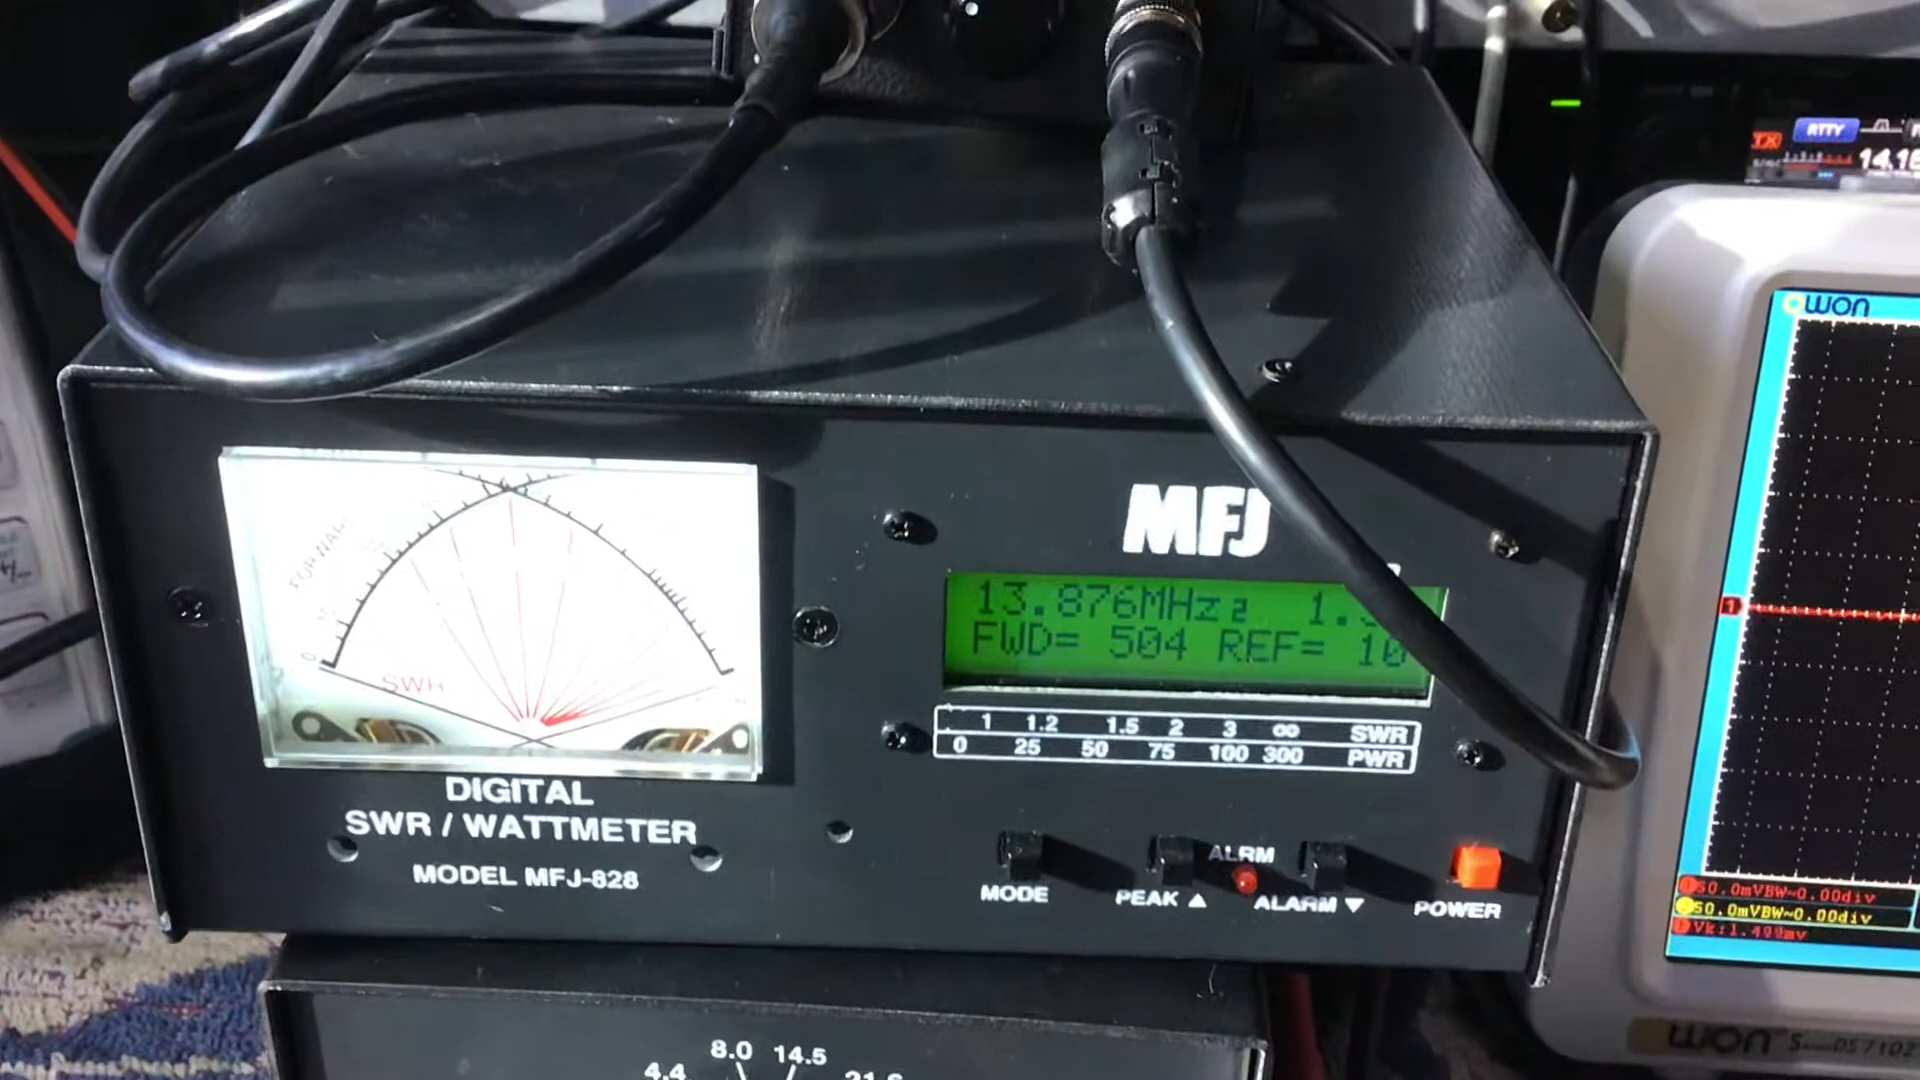 TX RTTY
14.15
OWON
FORWARD
SWR
MFJ
13.876MHz 1.
FWD= 504 REF= 10
1 1.2 1.5 2 3 ∞ SWR
0 25 50 75 100 300 PWR
DIGITAL
SWR / WATTMETER
MODEL MFJ-828
ALRM
MODE PEAK ▲ ALARM ▼ POWER
1
50.0mVBW~0.00div
50.0mVBW~0.00div
Vk:1.400mv
OWON
8.0 14.5
4.4